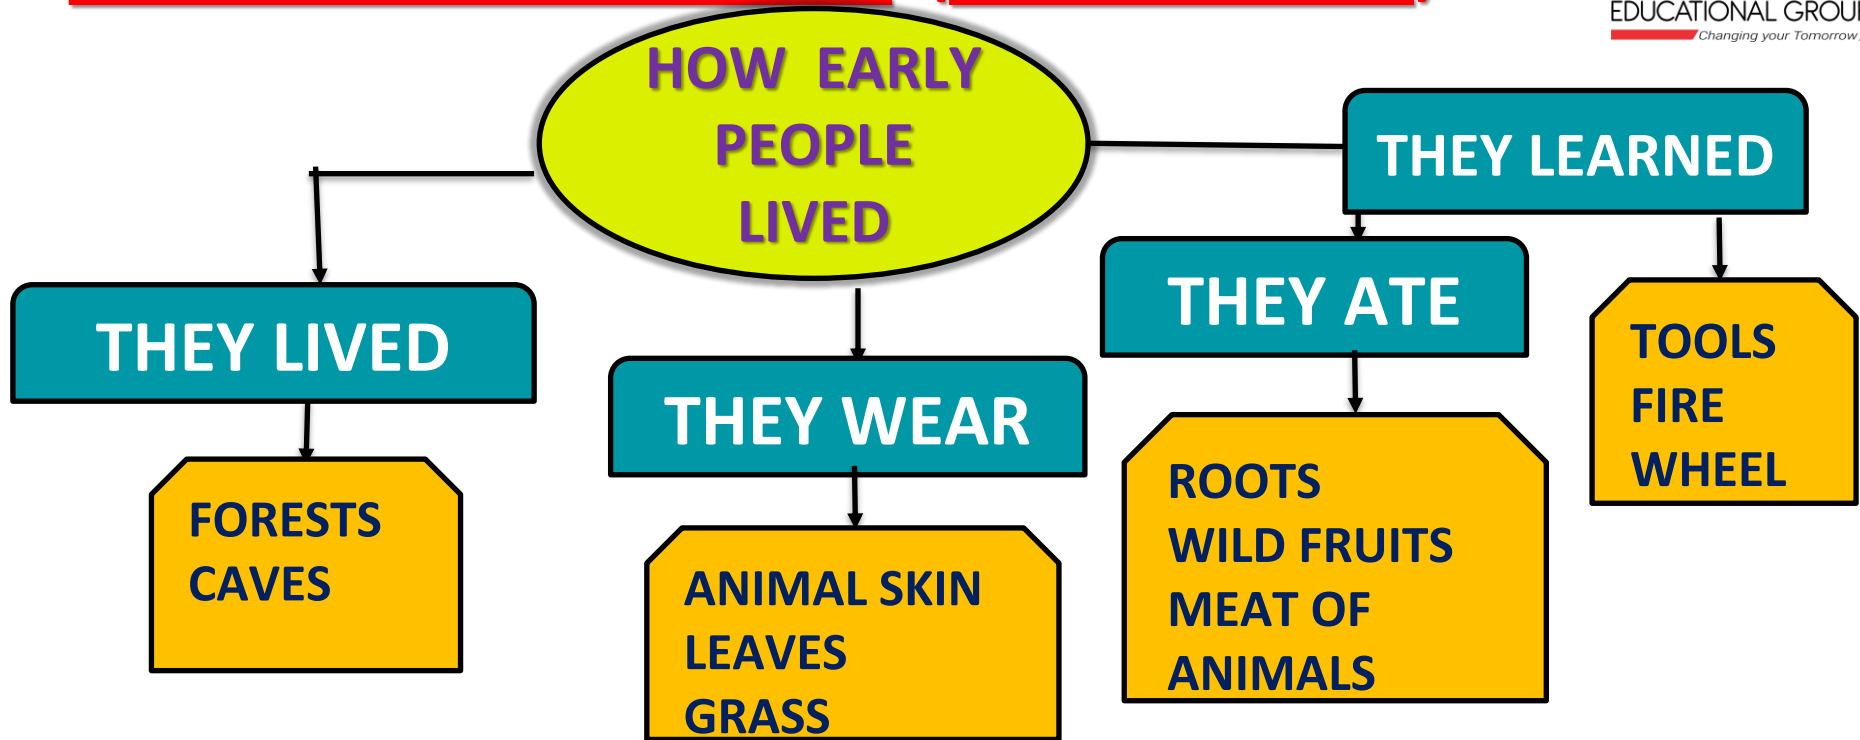 EDUCATIONAL GROUP
Changing your Tomorrow
HOW EARLY
PEOPLE
LIVED
THEY LEARNED
THEY ATE
THEY LIVED
THEY WEAR
TOOLS
FIRE
WHEEL
FORESTS
CAVES
ANIMAL SKIN
LEAVES
GRASS
ROOTS
WILD FRUITS
MEAT OF
ANIMALS